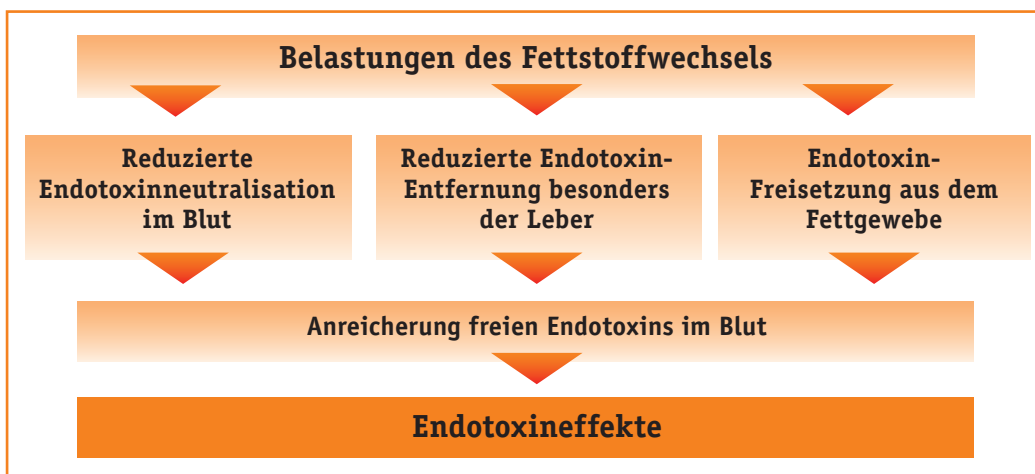 Belastungen des Fettstoffwechsels
Reduzierte
Endotoxinneutralisation
im Blut
Reduzierte Endotoxin-
Entfernung besonders
der Leber
Endotoxin-
Freisetzung aus dem
Fettgewebe
Anreicherung freien Endotoxins im Blut
Endotoxineffekte